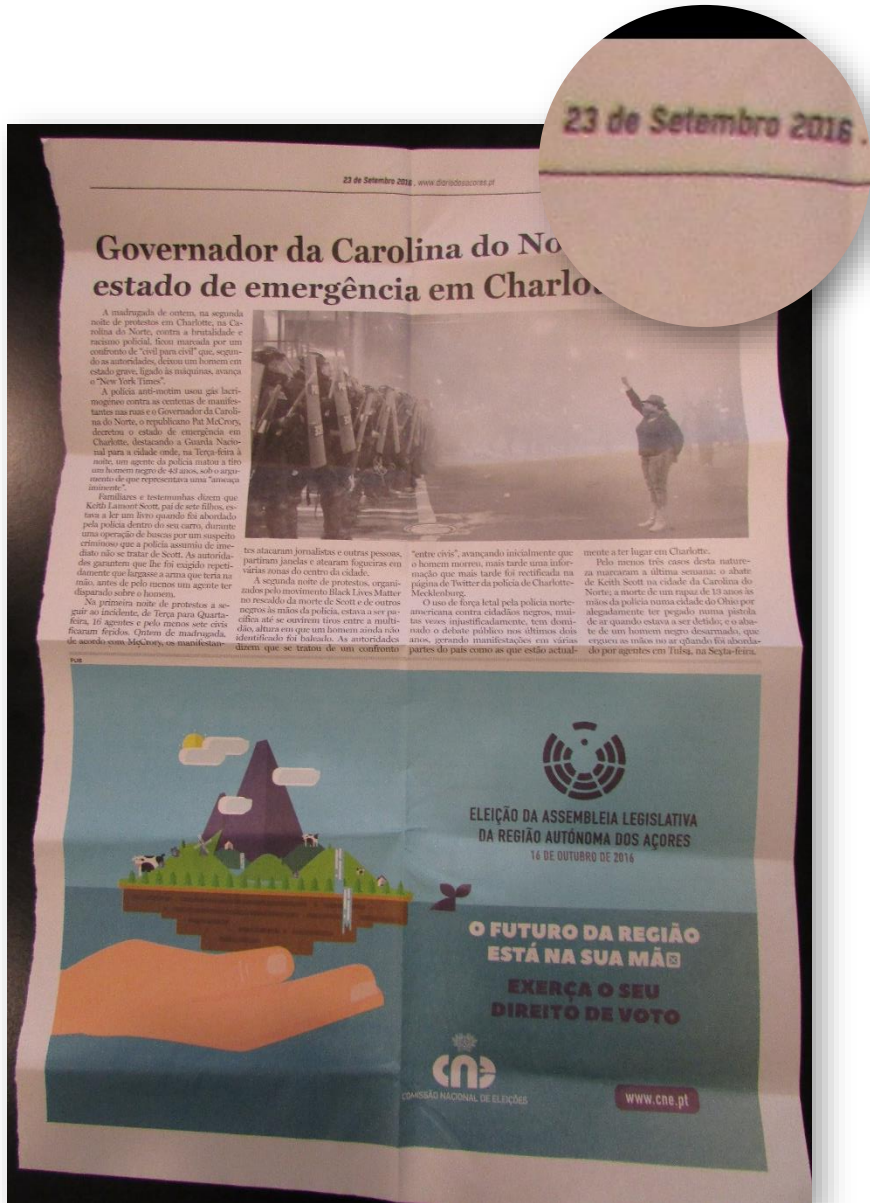 23 de Setembro 2016 .
23 de Setembro 2016 . www.diariodosacores.pt
Governador da Carolina do No
estado de emergência em Charlo
A madrugada de ontem, na segunda
noite de protestos em Charlotte, na Ca-
rolina do Norte, contra a brutalidade e
racismo policial, ficou marcada por um
confronto de "civil para civil" que, segun-
do as autoridades, deixou um homem em
estado grave, ligado às máquinas, avança
o "New York Times".
A polícia anti-motim usou gás lacri-
mogéneo contra as centenas de manifes-
tantes nas ruas e o Governador da Caroli-
na do Norte, o republicano Pat McCrory,
decretou o estado de emergência em
Charlotte, destacando a Guarda Nacio-
nal para a cidade onde, na Terça-feira à
noite, um agente da polícia matou a tiro
um homem negro de 43 anos, sob o argu-
mento de que representava uma "ameaça
iminente".
Familiares e testemunhas dizem que
Keith Lamont Scott, pai de sete filhos, es-
tava a ler um livro quando foi abordado
pela polícia dentro do seu carro, durante
uma operação de buscas por um suspeito
criminoso que a polícia assumiu de ime-
diato não se tratar de Scott. As autorida-
des garantem que lhe foi exigido repeti-
damente que largasse a arma que teria na
mão, antes de pelo menos um agente ter
disparado sobre o homem.
Na primeira noite de protestos a se-
guir ao incidente, de Terça para Quarta-
feira, 16 agentes e pelo menos sete civis
ficaram feridos. Ontem de madrugada,
de acordo com McCrory, os manifestan-
tes atacaram jornalistas e outras pessoas,
partiram janelas e atearam fogueiras em
várias zonas do centro da cidade.
A segunda noite de protestos, organi-
zados pelo movimento Black Lives Matter
no rescaldo da morte de Scott e de outros
negros às mãos da polícia, estava a ser pa-
cífica até se ouvirem tiros entre a multi-
dão, altura em que um homem ainda não
identificado foi baleado. As autoridades
dizem que se tratou de um confronto
"entre civis", avançando inicialmente que
o homem morreu, mais tarde uma infor-
mação que mais tarde foi rectificada na
página de Twitter da polícia de Charlotte-
Mecklenburg.
O uso de força letal pela polícia norte-
americana contra cidadãos negros, mui-
tas vezes injustificadamente, tem domi-
nado o debate público nos últimos dois
anos, gerando manifestações em várias
partes do país como as que estão actual-
mente a ter lugar em Charlotte.
Pelo menos três casos desta nature-
za marcaram a última semana: o abate
de Keith Scott na cidade da Carolina do
Norte; a morte de um rapaz de 13 anos às
mãos da polícia numa cidade do Ohio por
alegadamente ter pegado numa pistola
de ar quando estava a ser detido; e o aba-
te de um homem negro desarmado, que
ergueu as mãos no ar quando foi aborda-
do por agentes em Tulsa, na Sexta-feira.
PUB
ELEIÇÃO DA ASSEMBLEIA LEGISLATIVA
DA REGIÃO AUTÓNOMA DOS AÇORES
16 DE OUTUBRO DE 2016
O FUTURO DA REGIÃO
ESTÁ NA SUA MÃO
EXERÇA O SEU
DIREITO DE VOTO
cne
COMISSÃO NACIONAL DE ELEIÇÕES
www.cne.pt